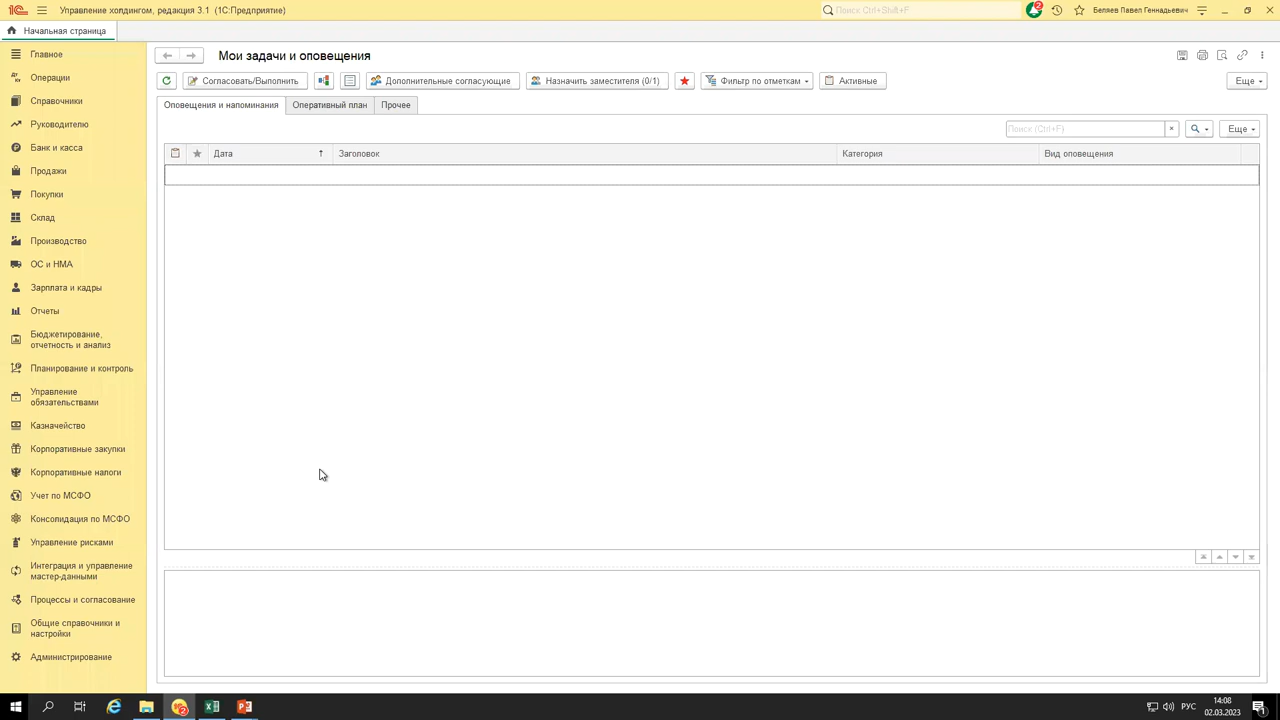 Управление холдингом, редакция 3.1 (1С:Предприятие)
Поиск Ctrl+Shift+F
2
Беляев Павел Геннадьевич
Начальная страница
Главное
Операции
Справочники
Руководителю
Банк и касса
Продажи
Покупки
Склад
Производство
ОС и НМА
Зарплата и кадры
Отчеты
Бюджетирование,
отчетность и анализ
Планирование и контроль
Управление
обязательствами
Казначейство
Корпоративные закупки
Корпоративные налоги
Учет по МСФО
Консолидация по МСФО
Управление рисками
Интеграция и управление
мастер-данными
Процессы и согласование
Общие справочники и
настройки
Администрирование
Мои задачи и оповещения
Согласовать/Выполнить
Дополнительные согласующие
Назначить заместителя (0/1)
Фильтр по отметкам
Активные
Еще
Оповещения и напоминания
Оперативный план
Прочее
Поиск (Ctrl+F)
Еще
Дата
Заголовок
Категория
Вид оповещения
РУС
14:08
02.03.2023
1